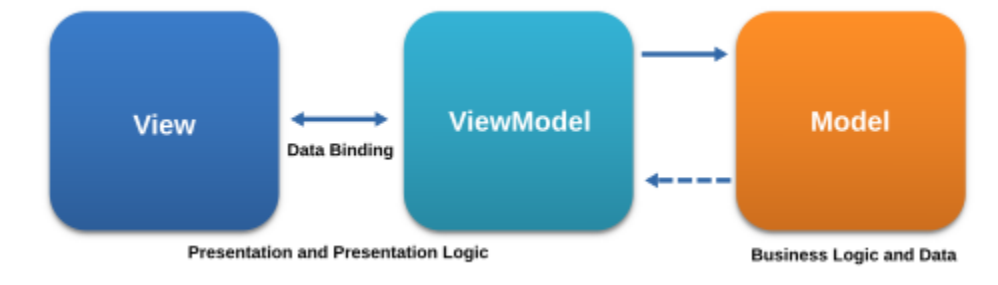 View
ViewModel
Model
Data Binding
Presentation and Presentation Logic
Business Logic and Data